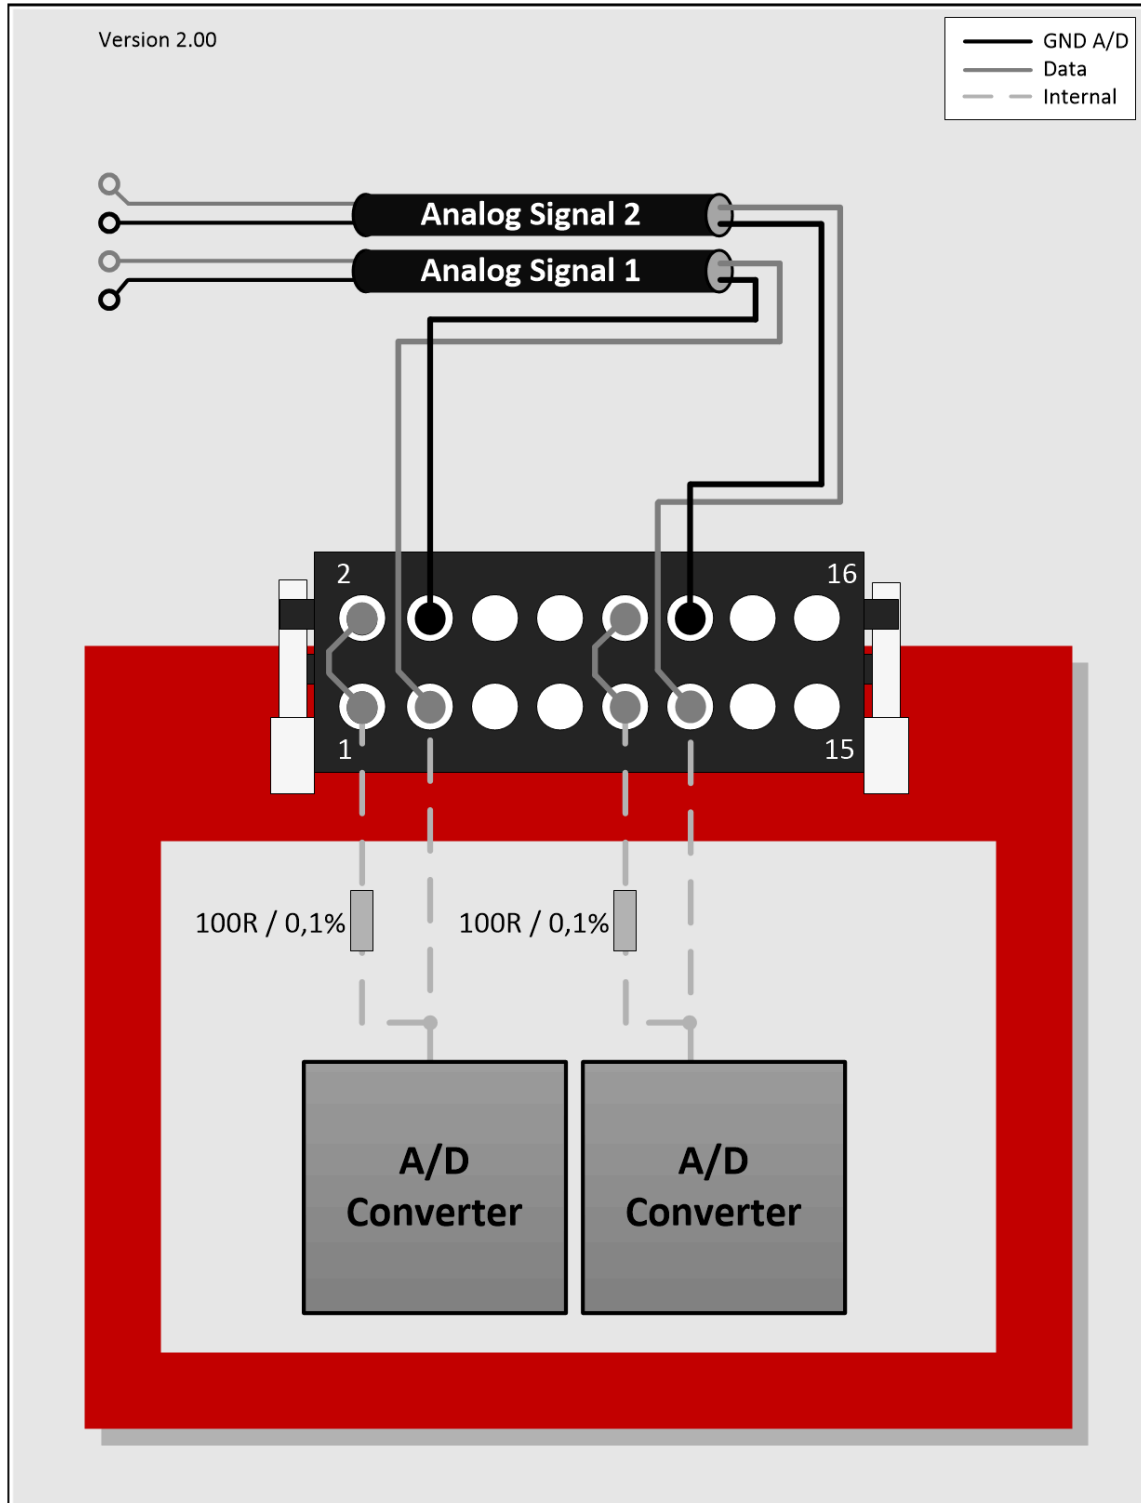 Version 2.00
GND A/D
Data
Internal
Analog Signal 2
Analog Signal 1
2
16
1
15
100R / 0,1%
100R / 0,1%
A/D
Converter
A/D
Converter